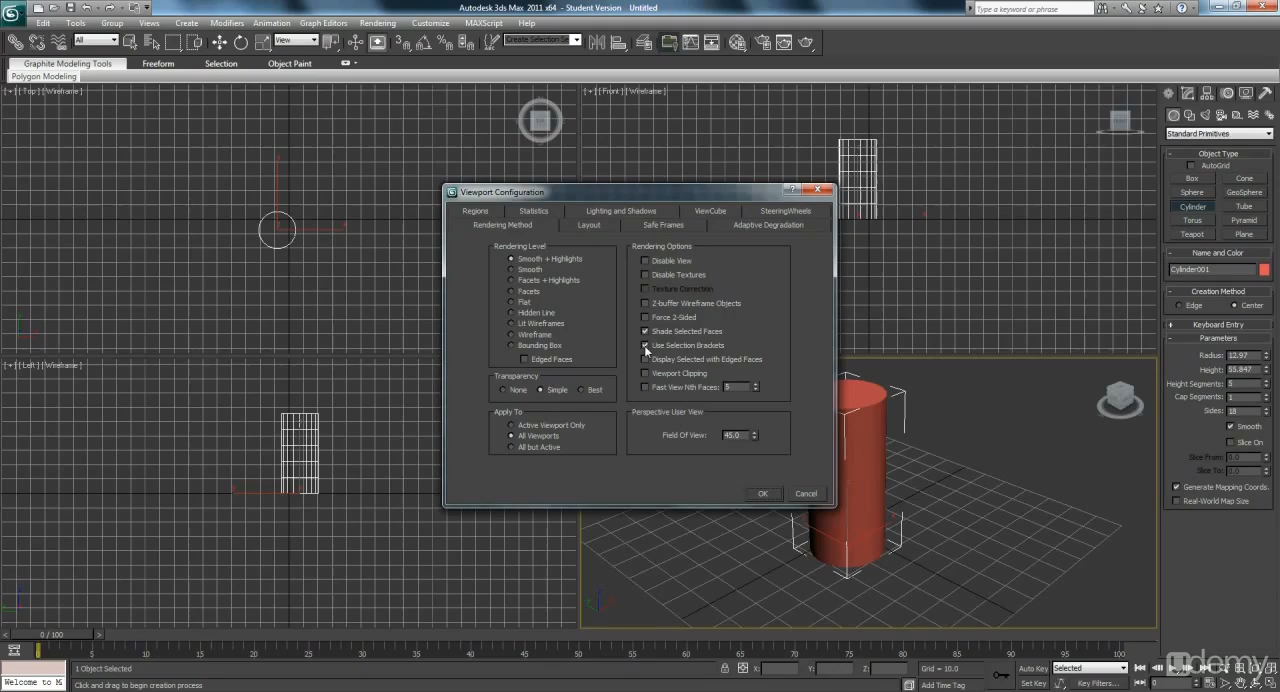 Autodesk 3ds Max 2011 x64 - Student Version Untitled
Type a keyword or phrase
Edit Tools Group Views Create Modifiers Animation Graph Editors Rendering Customize MAXScript Help
All View Create Selection Se
Graphite Modeling Tools Freeform Selection Object Paint
Polygon Modeling
[ + ] [ Top ] [ Wireframe ]
[ + ] [ Front ] [ Wireframe ]
Standard Primitives
Object Type
AutoGrid
Box Cone
Sphere GeoSphere
Cylinder Tube
Torus Pyramid
Teapot Plane
Name and Color
Cylinder001
Creation Method
Edge Center
Keyboard Entry
Parameters
Radius: 12.97
Height: 55.847
Height Segments: 5
Cap Segments: 1
Sides: 18
Smooth
Slice On
Slice From: 0.0
Slice To: 0.0
Generate Mapping Coords.
Real-World Map Size
Viewport Configuration
Regions Statistics Lighting and Shadows ViewCube SteeringWheels
Rendering Method Layout Safe Frames Adaptive Degradation
Rendering Level
Smooth + Highlights
Smooth
Facets + Highlights
Facets
Flat
Hidden Line
Lit Wireframes
Wireframe
Bounding Box
Edged Faces
Transparency
None Simple Best
Apply To
Active Viewport Only
All Viewports
All but Active
Rendering Options
Disable View
Disable Textures
Texture Correction
Z-buffer Wireframe Objects
Force 2-Sided
Shade Selected Faces
Use Selection Brackets
Display Selected with Edged Faces
Viewport Clipping
Fast View Nth Faces: 5
Perspective User View
Field Of View: 45.0
OK Cancel
[ + ] [ Left ] [ Wireframe ]
< 0 / 100 >
0 5 10 15 20 25 30 35 40 45 50 55 60 65 70 75 80 85 90 95 100
1 Object Selected X: Y: Z: Grid = 10.0 Auto Key Selected
Welcome to M Click and drag to begin creation process Add Time Tag Set Key Key Filters... 0
udemy